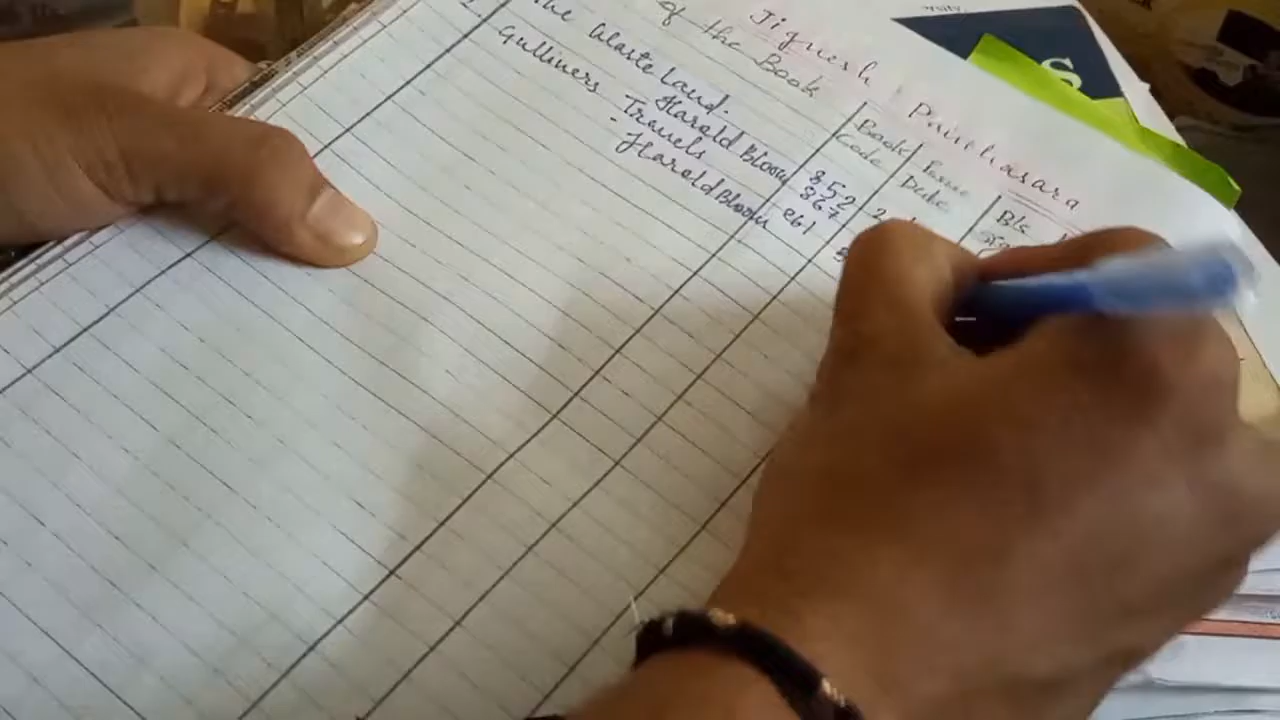 Jignesh Panchasara
of the Book
Book Code
Issue Date
Bk
The Waste Land.
Harold Bloom 852
Gullivers Travels 867
- Harold Bloom 861
S